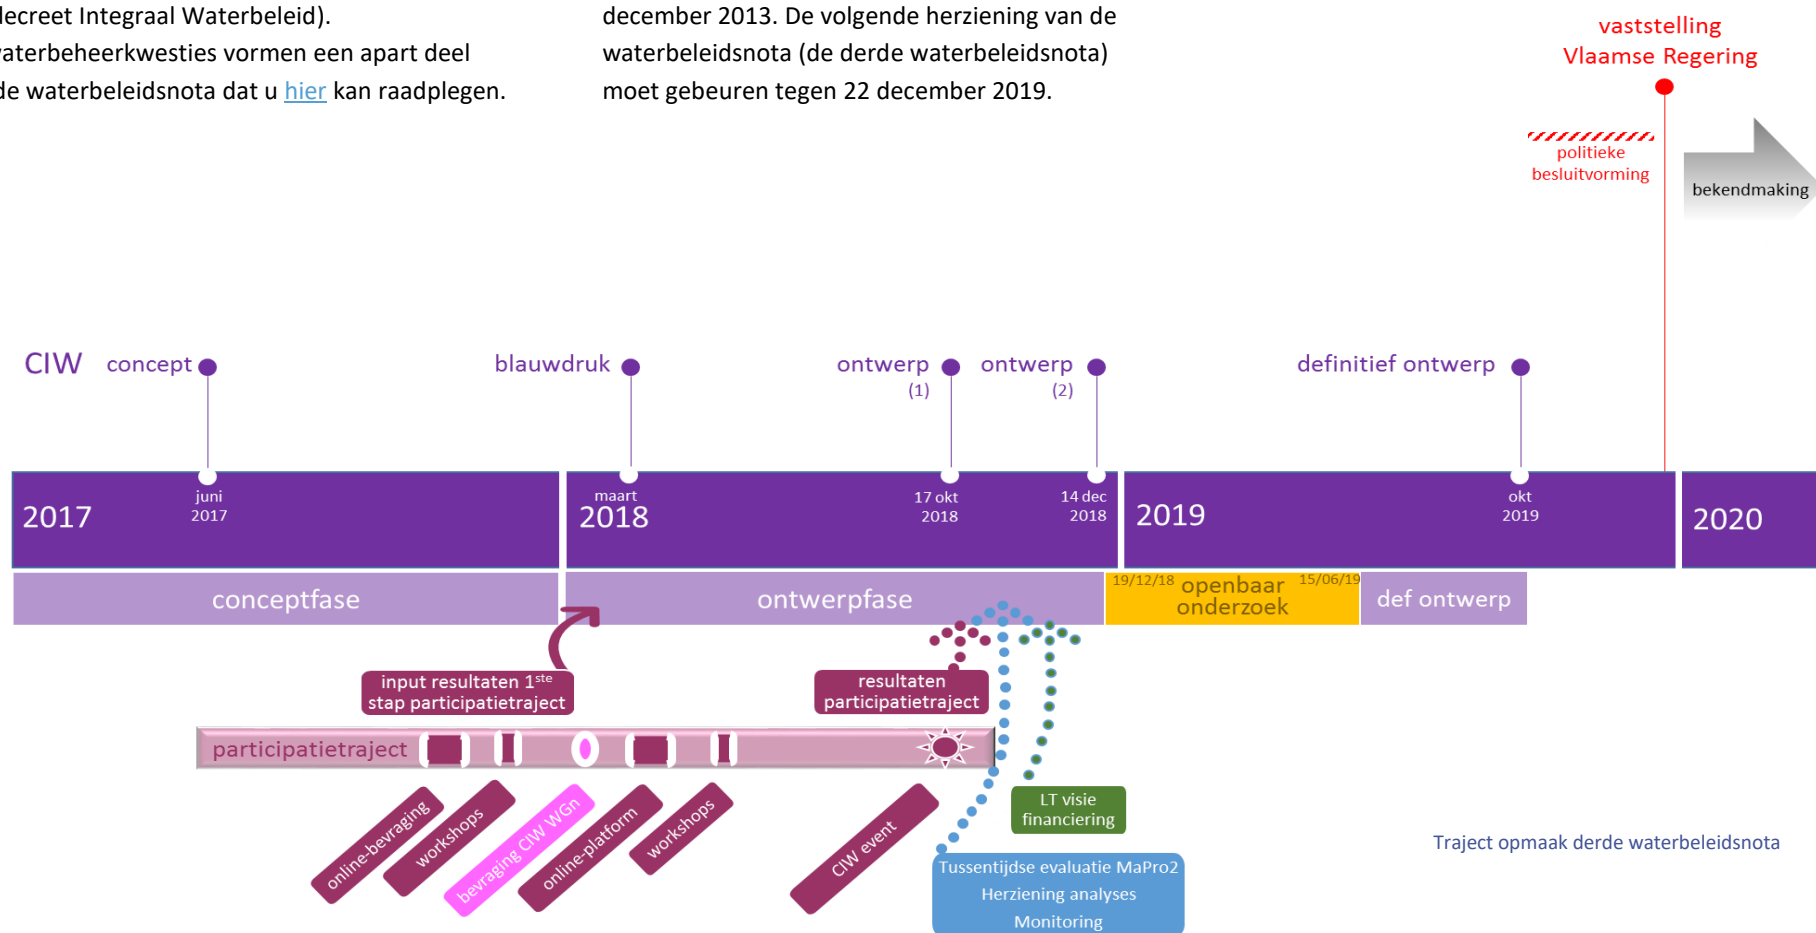 decreet Integraal Waterbeleid).
waterbeheerkwesties vormen een apart deel
de waterbeleidsnota dat u hier kan raadplegen.
december 2013. De volgende herziening van de
waterbeleidsnota (de derde waterbeleidsnota)
moet gebeuren tegen 22 december 2019.
vaststelling
Vlaamse Regering
politieke
besluitvorming
bekendmaking
CIW
concept
blauwdruk
ontwerp
(1)
ontwerp
(2)
definitief ontwerp
2017
juni
2017
maart
2018
17 okt
2018
14 dec
2018
2019
okt
2019
2020
conceptfase
ontwerpfase
19/12/18
openbaar
onderzoek
15/06/19
def ontwerp
input resultaten 1ste
stap participatietraject
resultaten
participatietraject
participatietraject
online-bevraging
workshops
bevraging CIW WGn
online-platform
workshops
CIW event
LT visie
financiering
Tussentijdse evaluatie MaPro2
Herziening analyses
Monitoring
Traject opmaak derde waterbeleidsnota